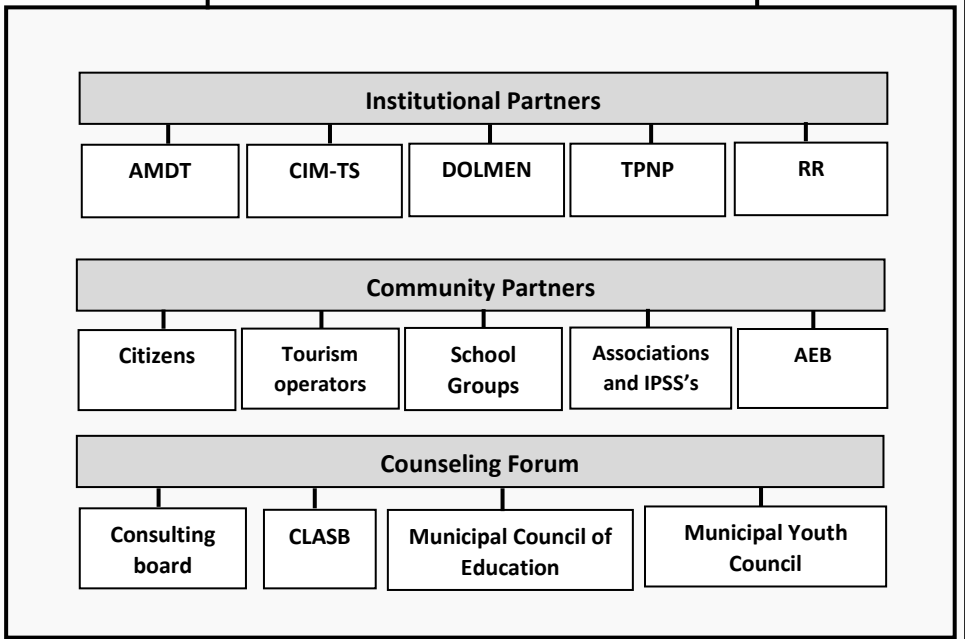 Institutional Partners
AMDT
CIM-TS
DOLMEN
TPNP
RR
Community Partners
Citizens
Tourism
operators
School
Groups
Associations
and IPSS's
AEB
Counseling Forum
Consulting
board
CLASB
Municipal Council of
Education
Municipal Youth
Council